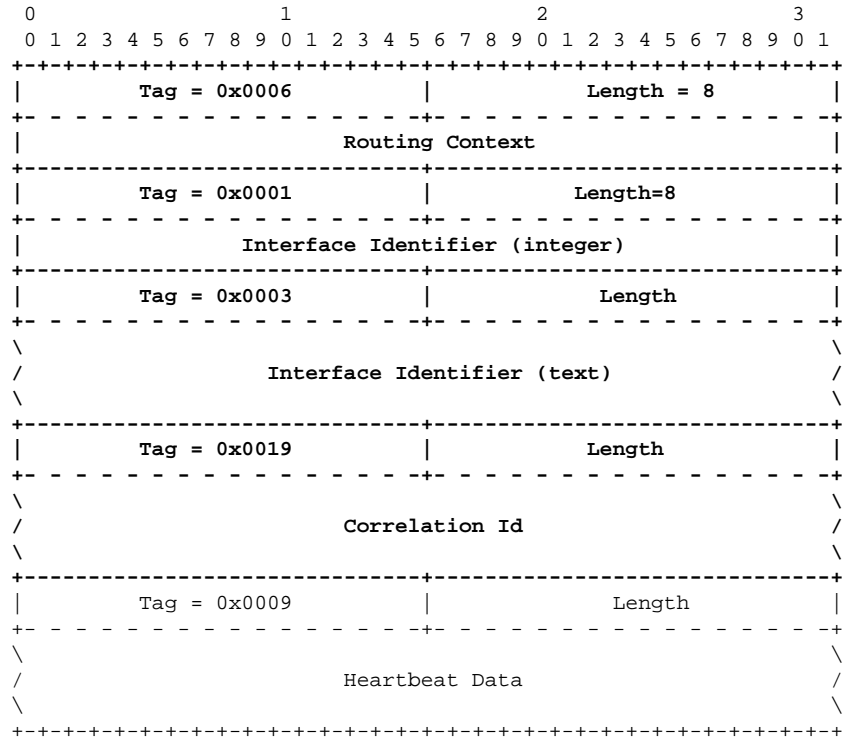 0                   1                   2                   3
 0 1 2 3 4 5 6 7 8 9 0 1 2 3 4 5 6 7 8 9 0 1 2 3 4 5 6 7 8 9 0 1
+-+-+-+-+-+-+-+-+-+-+-+-+-+-+-+-+-+-+-+-+-+-+-+-+-+-+-+-+-+-+-+-+
|         Tag = 0x0006          |            Length = 8         |
+- - - - - - - - - - - - - - - -+- - - - - - - - - - - - - - - -+
|                         Routing Context                       |
+-------------------------------+-------------------------------+
|         Tag = 0x0001          |           Length=8            |
+- - - - - - - - - - - - - - - -+- - - - - - - - - - - - - - - -+
|                 Interface Identifier (integer)                |
+-------------------------------+-------------------------------+
|         Tag = 0x0003          |             Length            |
+- - - - - - - - - - - - - - - -+- - - - - - - - - - - - - - - -+
\                                                               \
/                   Interface Identifier (text)                 /
\                                                               \
+-------------------------------+-------------------------------+
|         Tag = 0x0019          |            Length             |
+- - - - - - - - - - - - - - - -+- - - - - - - - - - - - - - - -+
\                                                               \
/                         Correlation Id                        /
\                                                               \
+-------------------------------+-------------------------------+
|         Tag = 0x0009          |              Length           |
+- - - - - - - - - - - - - - - -+- - - - - - - - - - - - - - - -+
\                                                               \
/                         Heartbeat Data                        /
\                                                               \
+-+-+-+-+-+-+-+-+-+-+-+-+-+-+-+-+-+-+-+-+-+-+-+-+-+-+-+-+-+-+-+-+